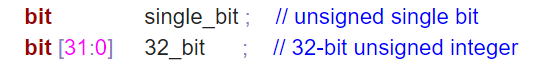 bit single_bit ; // unsigned single bit
bit [31:0] 32_bit ; // 32-bit unsigned integer